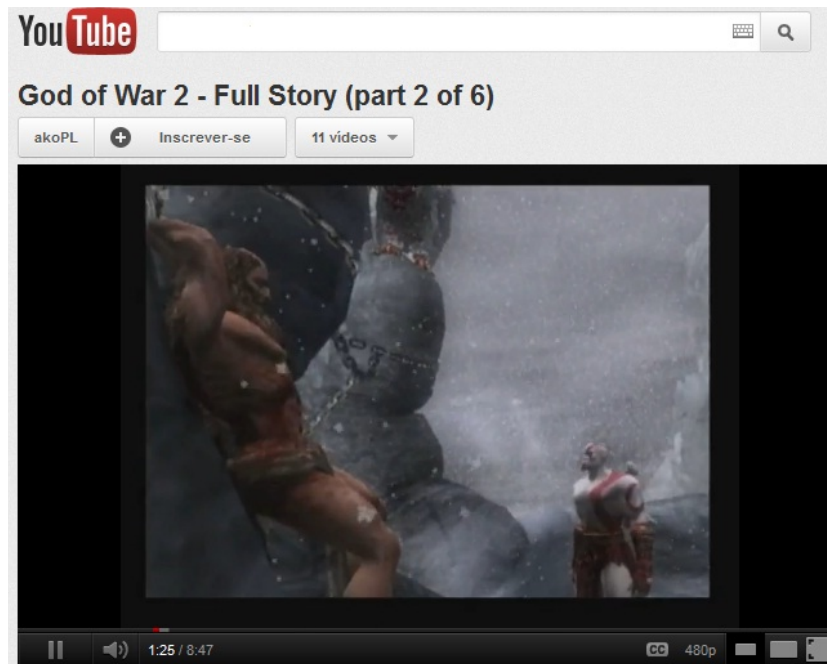 YouTube
God of War 2 - Full Story (part 2 of 6)
akoPL Inscrever-se 11 vídeos
1:25 / 8:47 CC 480p